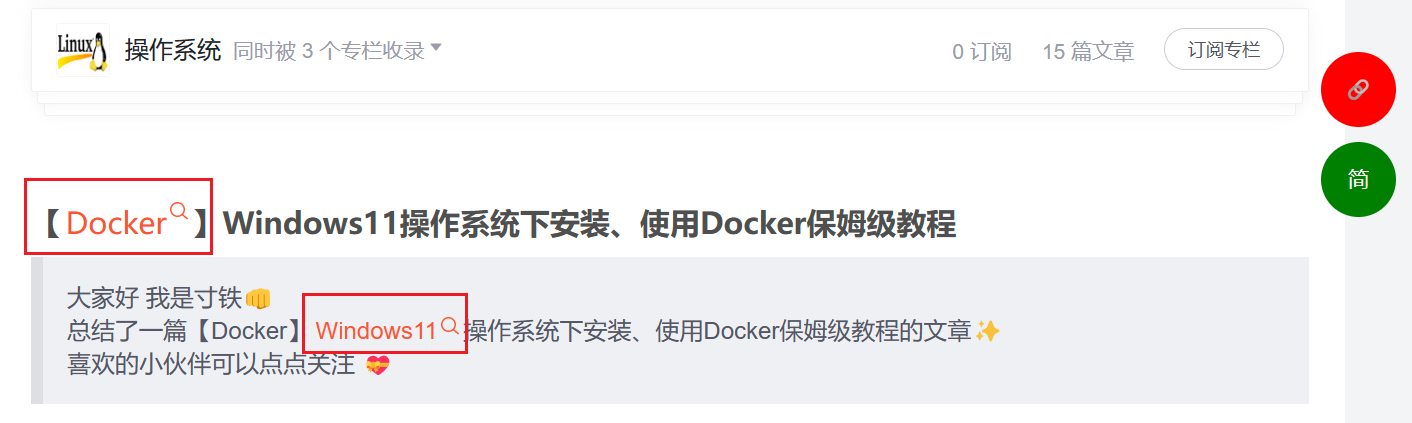 Linux
操作系统 同时被 3 个专栏收录
0 订阅 15 篇文章 订阅专栏
简
【Docker】Windows11操作系统下安装、使用Docker保姆级教程
大家好 我是寸铁👊
总结了一篇【Docker】Windows11操作系统下安装、使用Docker保姆级教程的文章✨
喜欢的小伙伴可以点点关注 💝